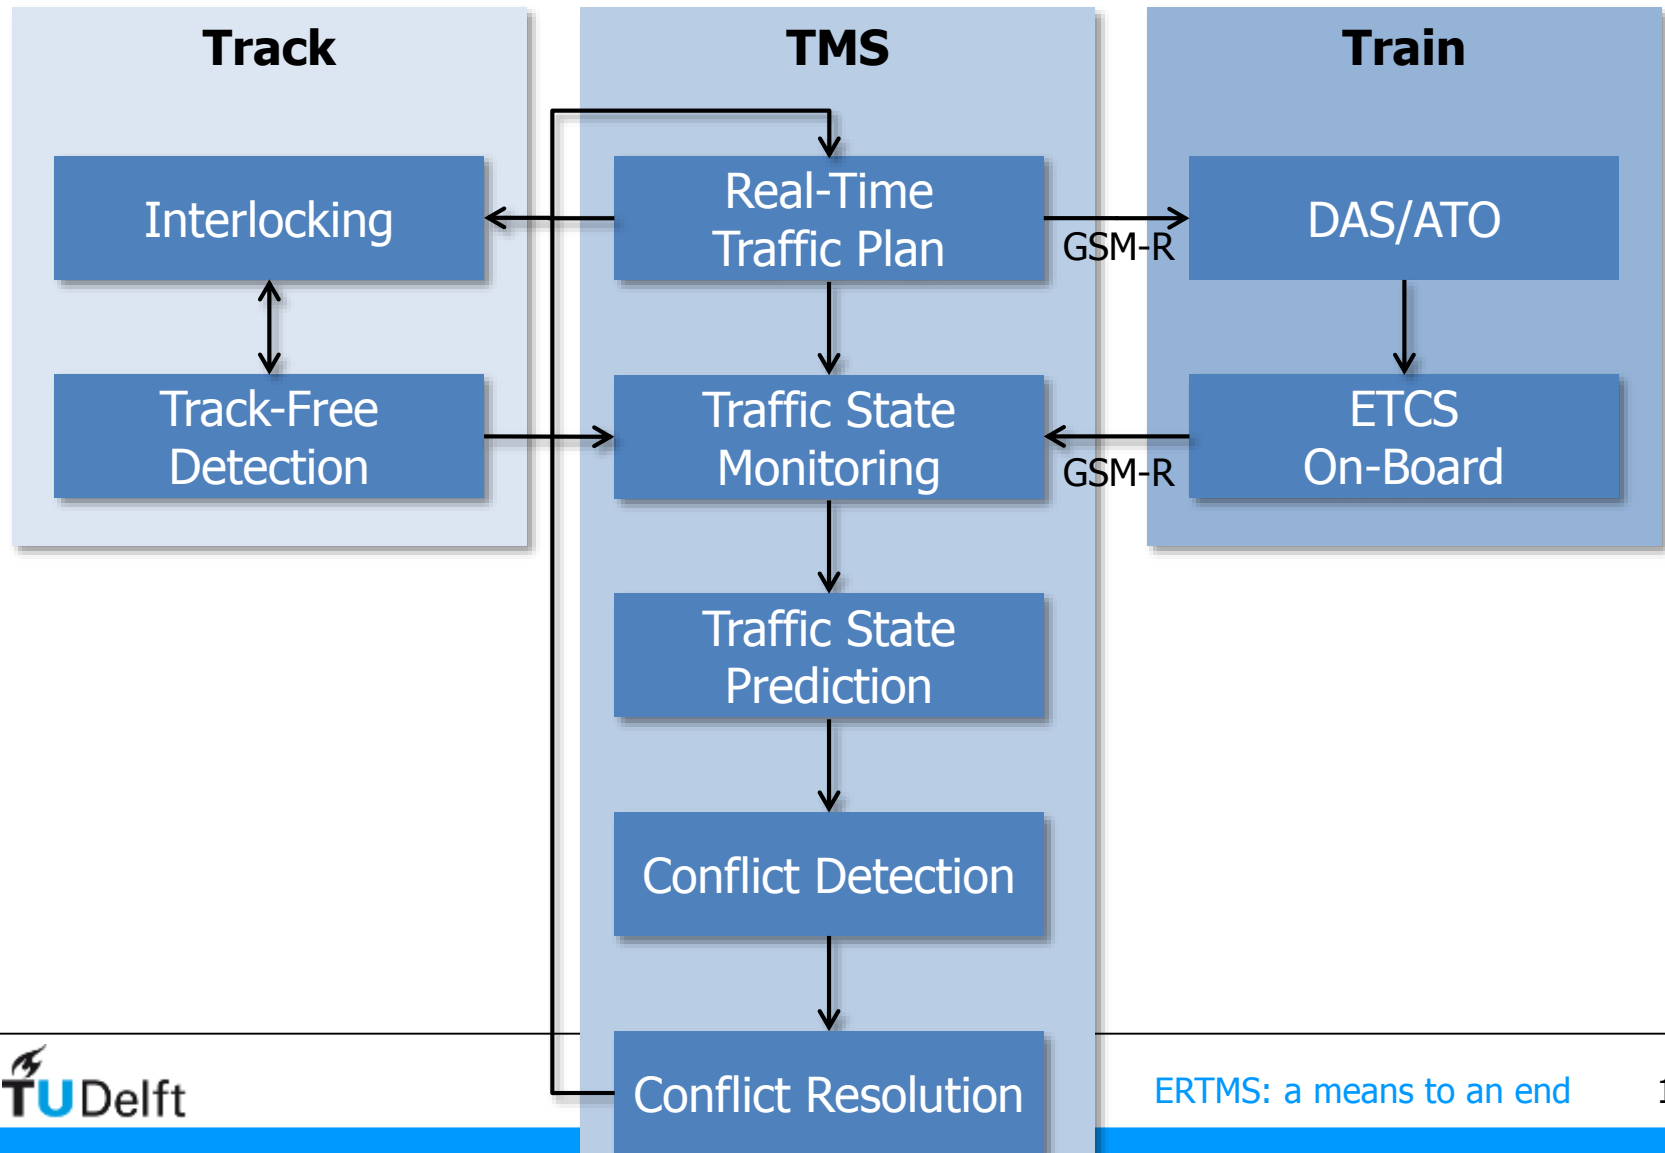 Track
TMS
Train
Interlocking
Real-Time
Traffic Plan
GSM-R
DAS/ATO
Track-Free
Detection
Traffic State
Monitoring
GSM-R
ETCS
On-Board
Traffic State
Prediction
Conflict Detection
Conflict Resolution
TUDelft
ERTMS: a means to an end